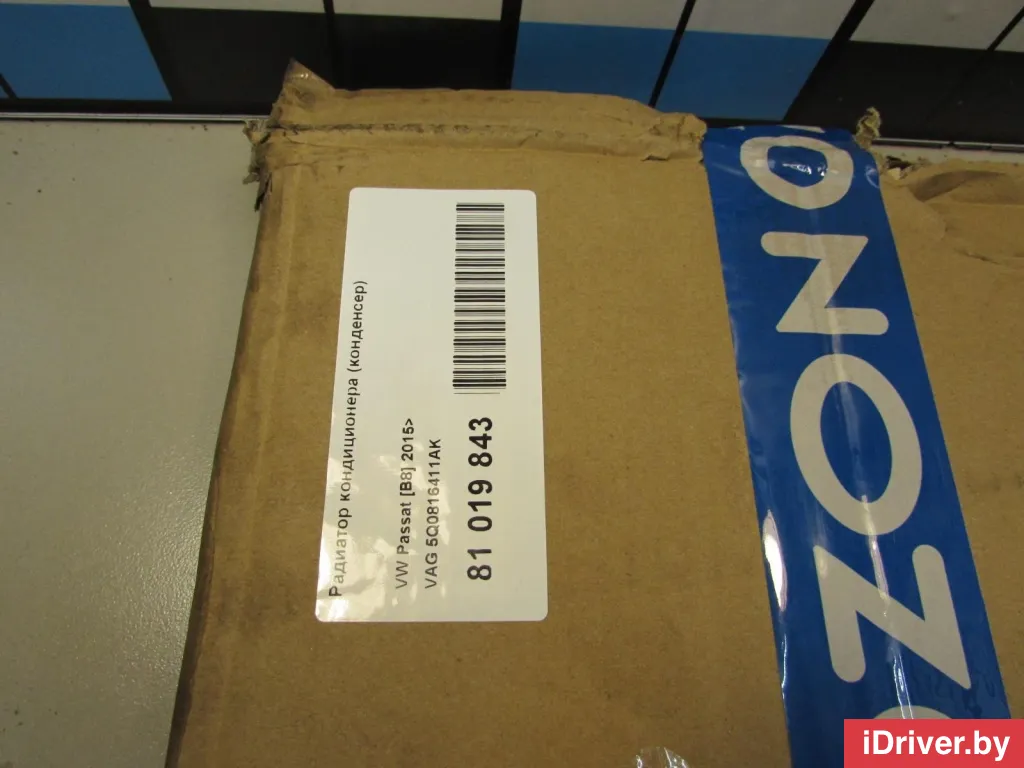 Радиатор кондиционера (конденсер)
VW Passat [B8] 2015>
VAG 5Q0816411AK
81 019 843
OZON
iDriver.by